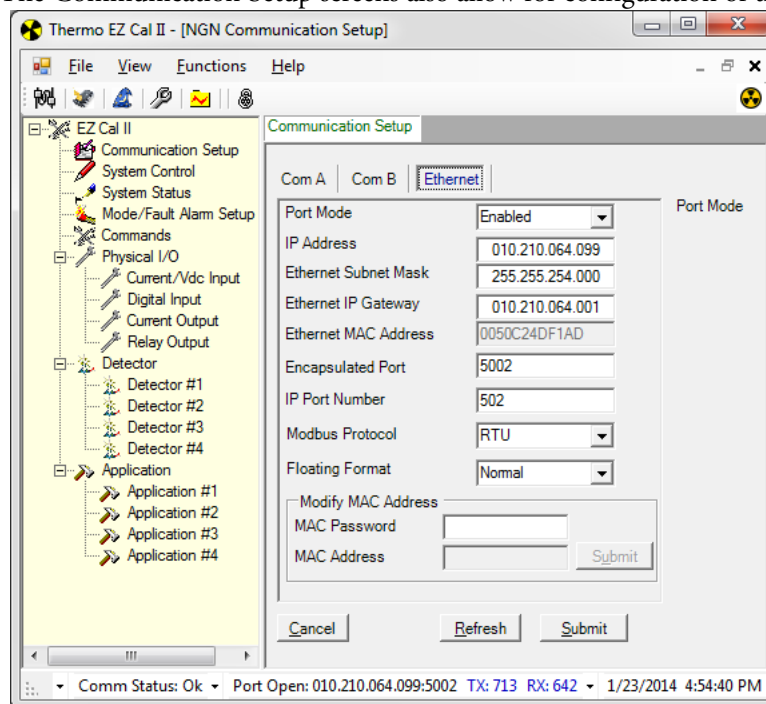 The Communication Setup screens also allow for configuration of a
Thermo EZ Cal II - [NGN Communication Setup]
File View Functions Help
EZ Cal II
Communication Setup
System Control
System Status
Mode/Fault Alarm Setup
Commands
Physical I/O
Current/Vdc Input
Digital Input
Current Output
Relay Output
Detector
Detector #1
Detector #2
Detector #3
Detector #4
Application
Application #1
Application #2
Application #3
Application #4
Communication Setup
Com A Com B Ethernet
Port Mode Enabled Port Mode
IP Address 010.210.064.099
Ethernet Subnet Mask 255.255.254.000
Ethernet IP Gateway 010.210.064.001
Ethernet MAC Address 0050C24DF1AD
Encapsulated Port 5002
IP Port Number 502
Modbus Protocol RTU
Floating Format Normal
Modify MAC Address
MAC Password
MAC Address Submit
Cancel Refresh Submit
Comm Status: Ok Port Open: 010.210.064.099:5002 TX: 713 RX: 642 1/23/2014 4:54:40 PM